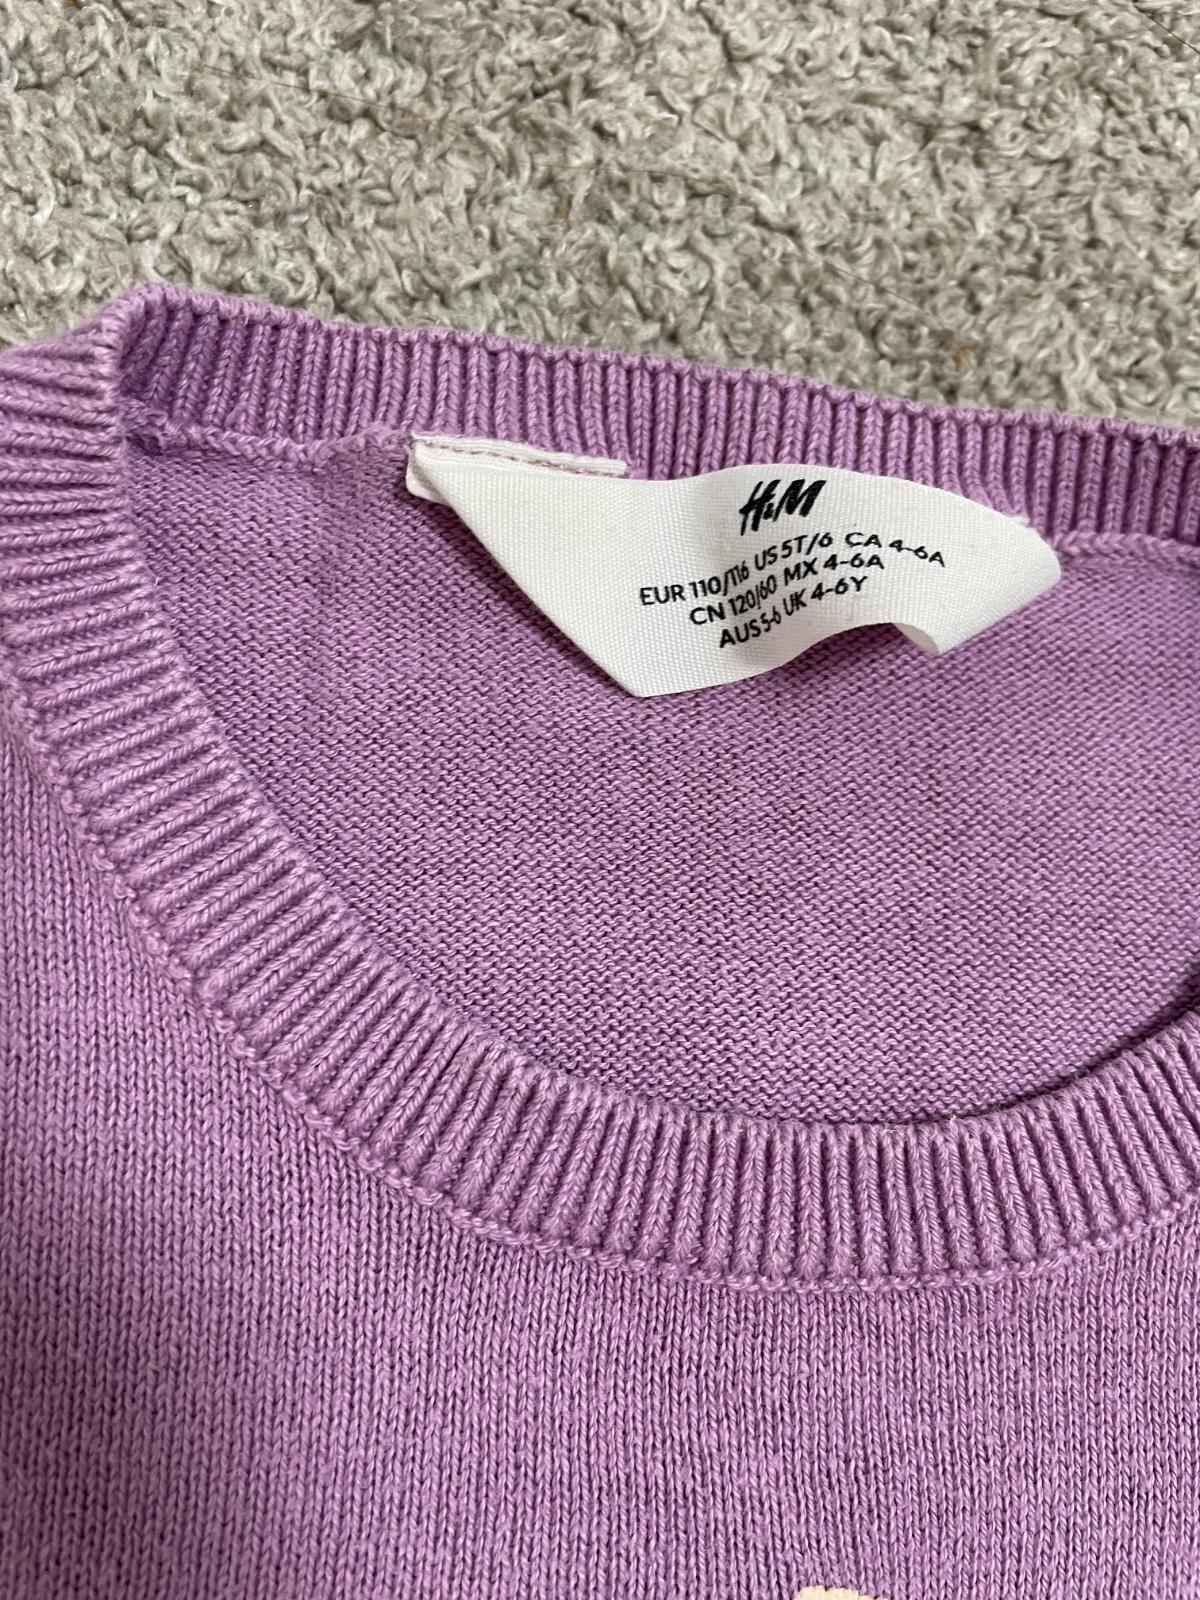 H&M
EUR 110/116 US 5T/6 CA 4-6A
CN 120/60 MX 4-6A
AUS 5-6 UK 4-6Y